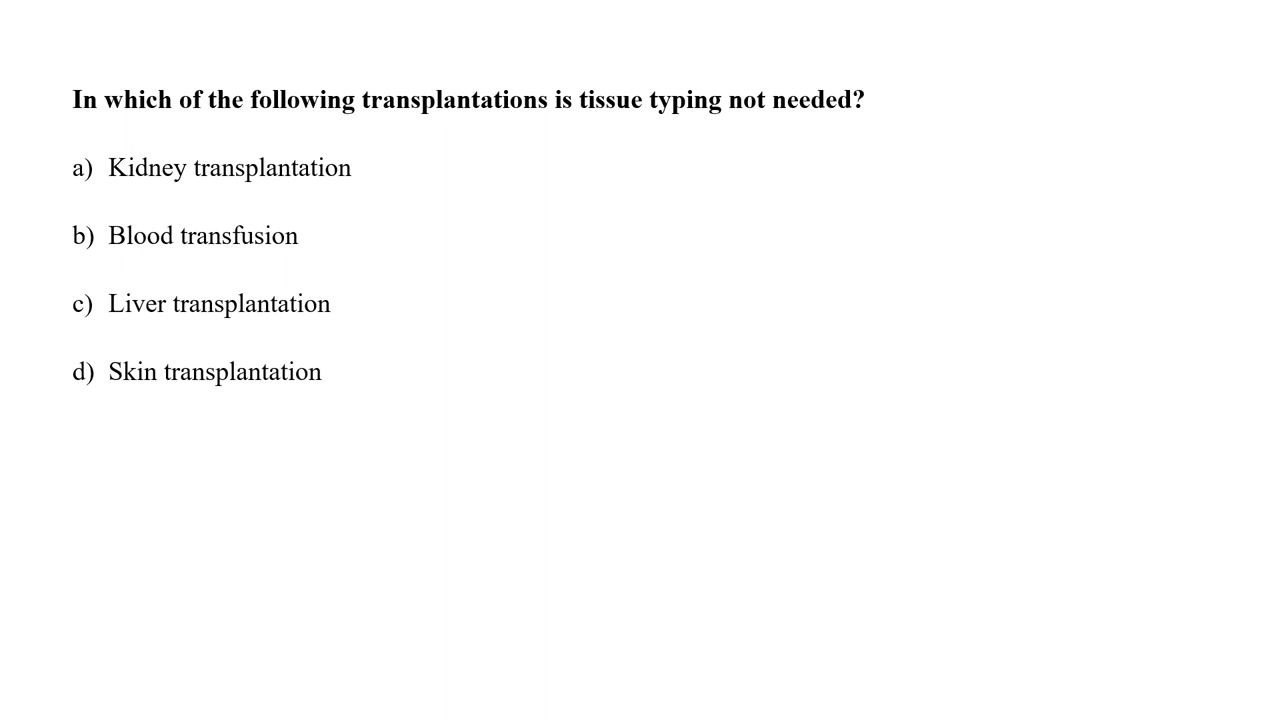 In which of the following transplantations is tissue typing not needed?
a) Kidney transplantation
b) Blood transfusion
c) Liver transplantation
d) Skin transplantation